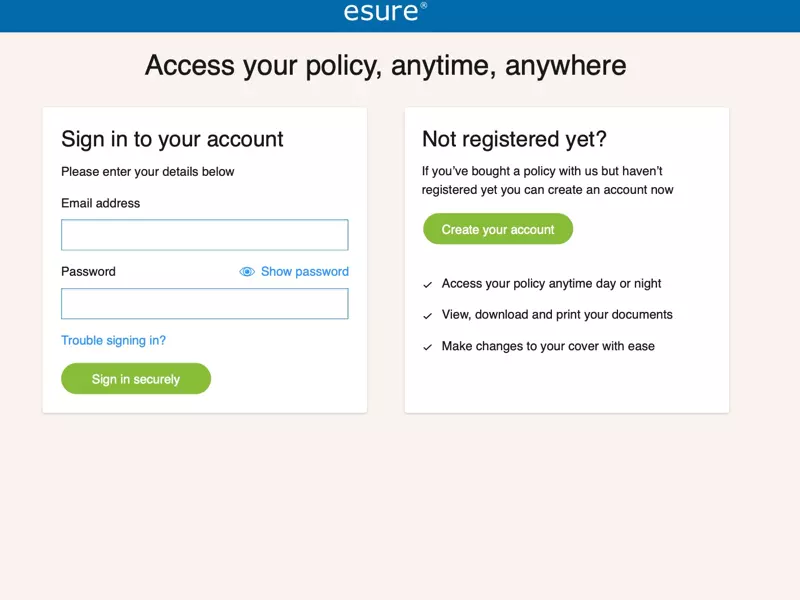 esure®
Access your policy, anytime, anywhere
Sign in to your account
Please enter your details below
Email address
Password
Show password
Trouble signing in?
Sign in securely
Not registered yet?
If you’ve bought a policy with us but haven’t
registered yet you can create an account now
Create your account
Access your policy anytime day or night
View, download and print your documents
Make changes to your cover with ease